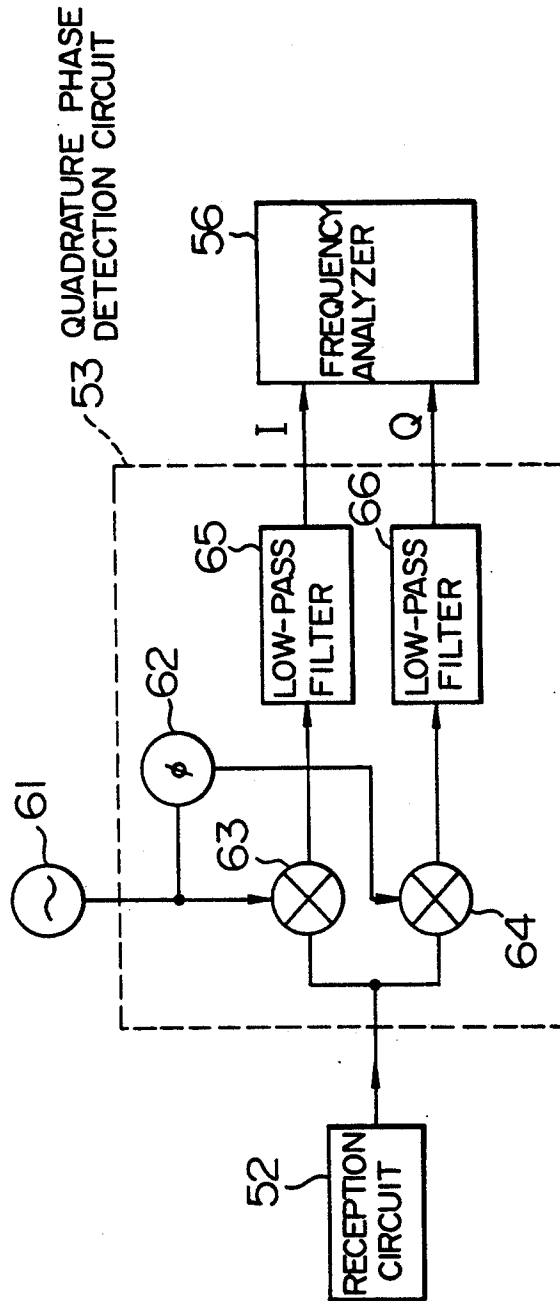 53 QUADRATURE PHASE
DETECTION CIRCUIT
61
62
φ
63
64
65
LOW-PASS
FILTER
66
LOW-PASS
FILTER
I
Q
56
FREQUENCY
ANALYZER
52
RECEPTION
CIRCUIT